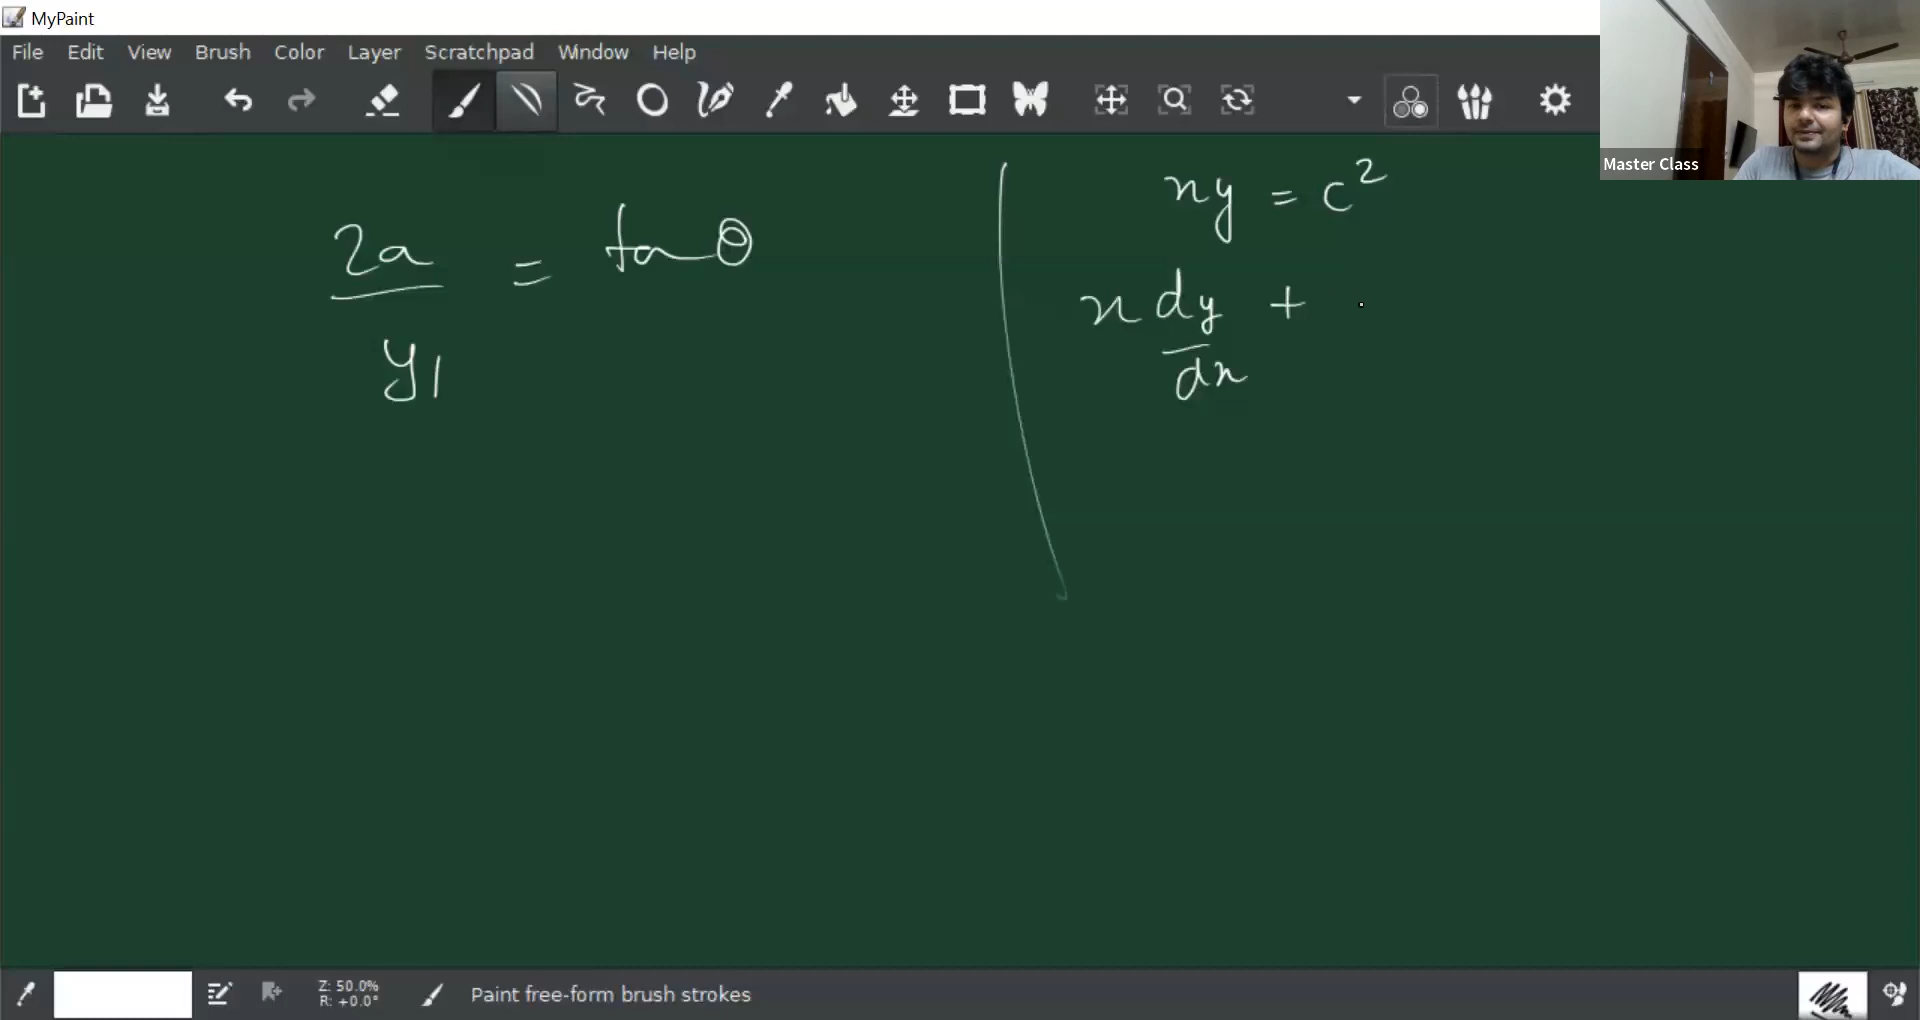 MyPaint
File Edit View Brush Color Layer Scratchpad Window Help
Master Class
2a / y1 = tanθ
xy = c²
x dy/dx +
Z: 50.0%
R: +0.0°
Paint free-form brush strokes